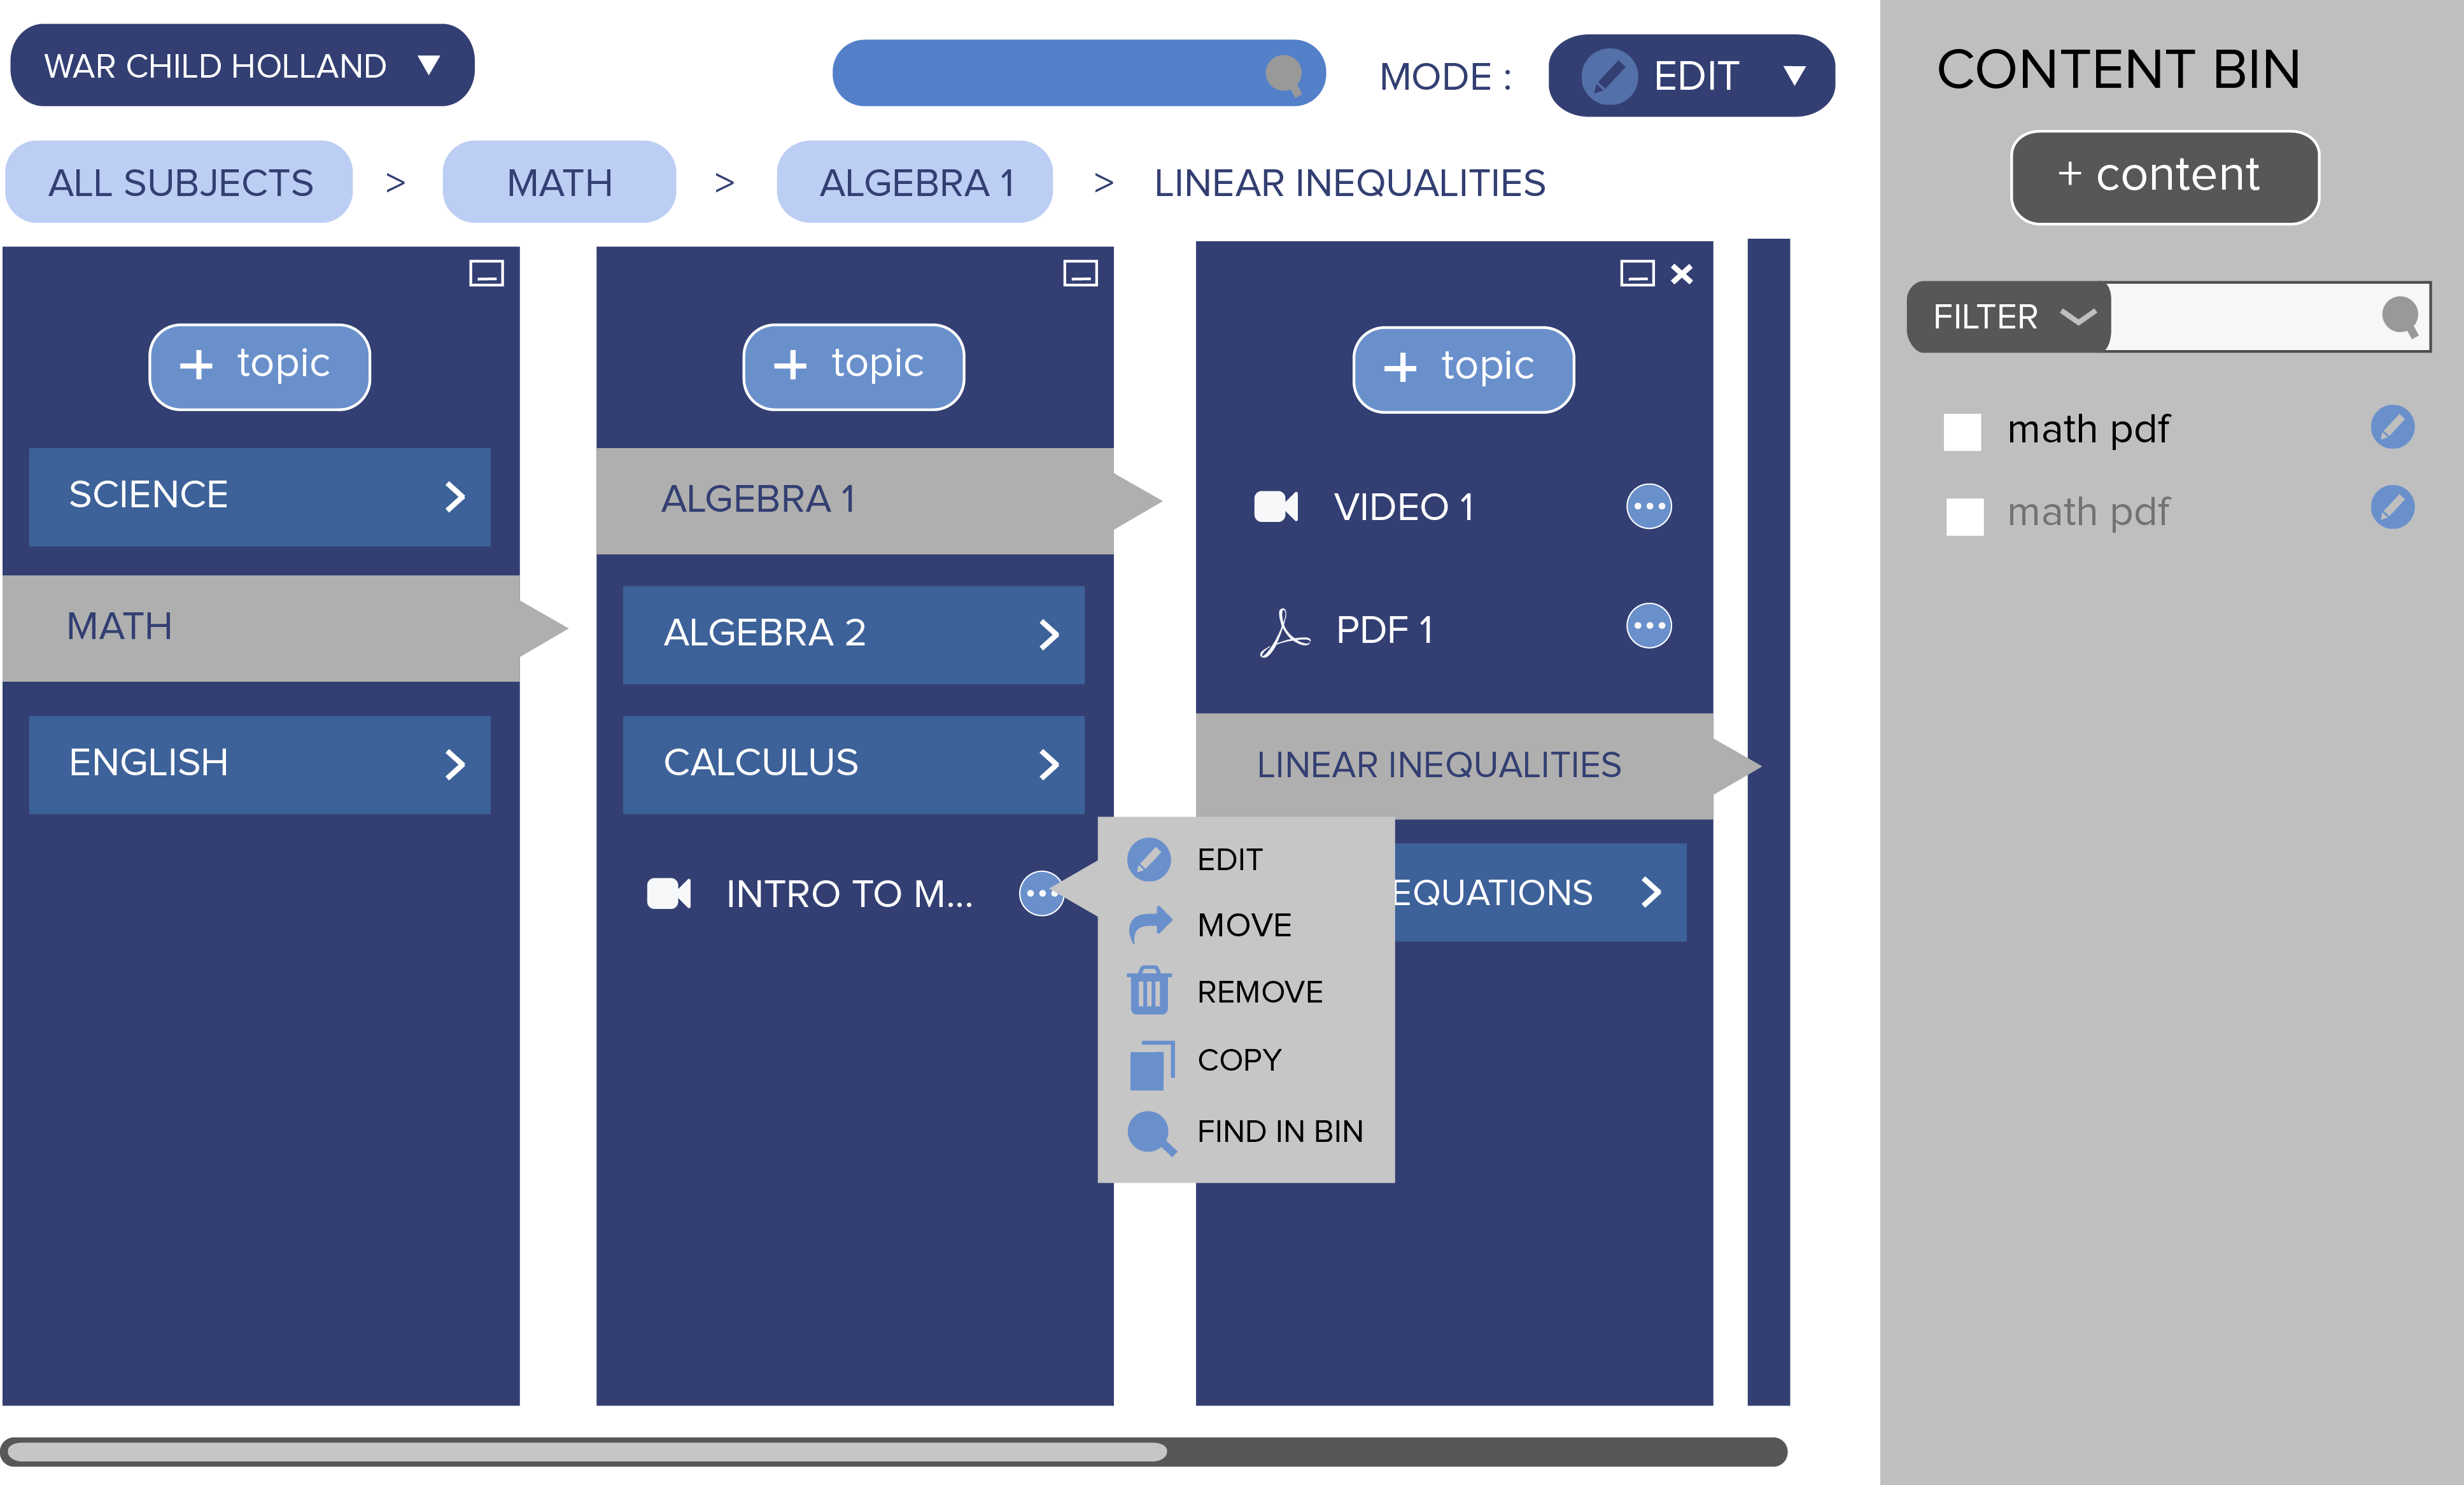 WAR CHILD HOLLAND
MODE :
EDIT
ALL SUBJECTS > MATH > ALGEBRA 1 > LINEAR INEQUALITIES
+ topic
SCIENCE
MATH
ENGLISH
+ topic
ALGEBRA 1
ALGEBRA 2
CALCULUS
INTRO TO M...
+ topic
VIDEO 1
PDF 1
LINEAR INEQUALITIES
EQUATIONS
EDIT
MOVE
REMOVE
COPY
FIND IN BIN
CONTENT BIN
+ content
FILTER
math pdf
math pdf